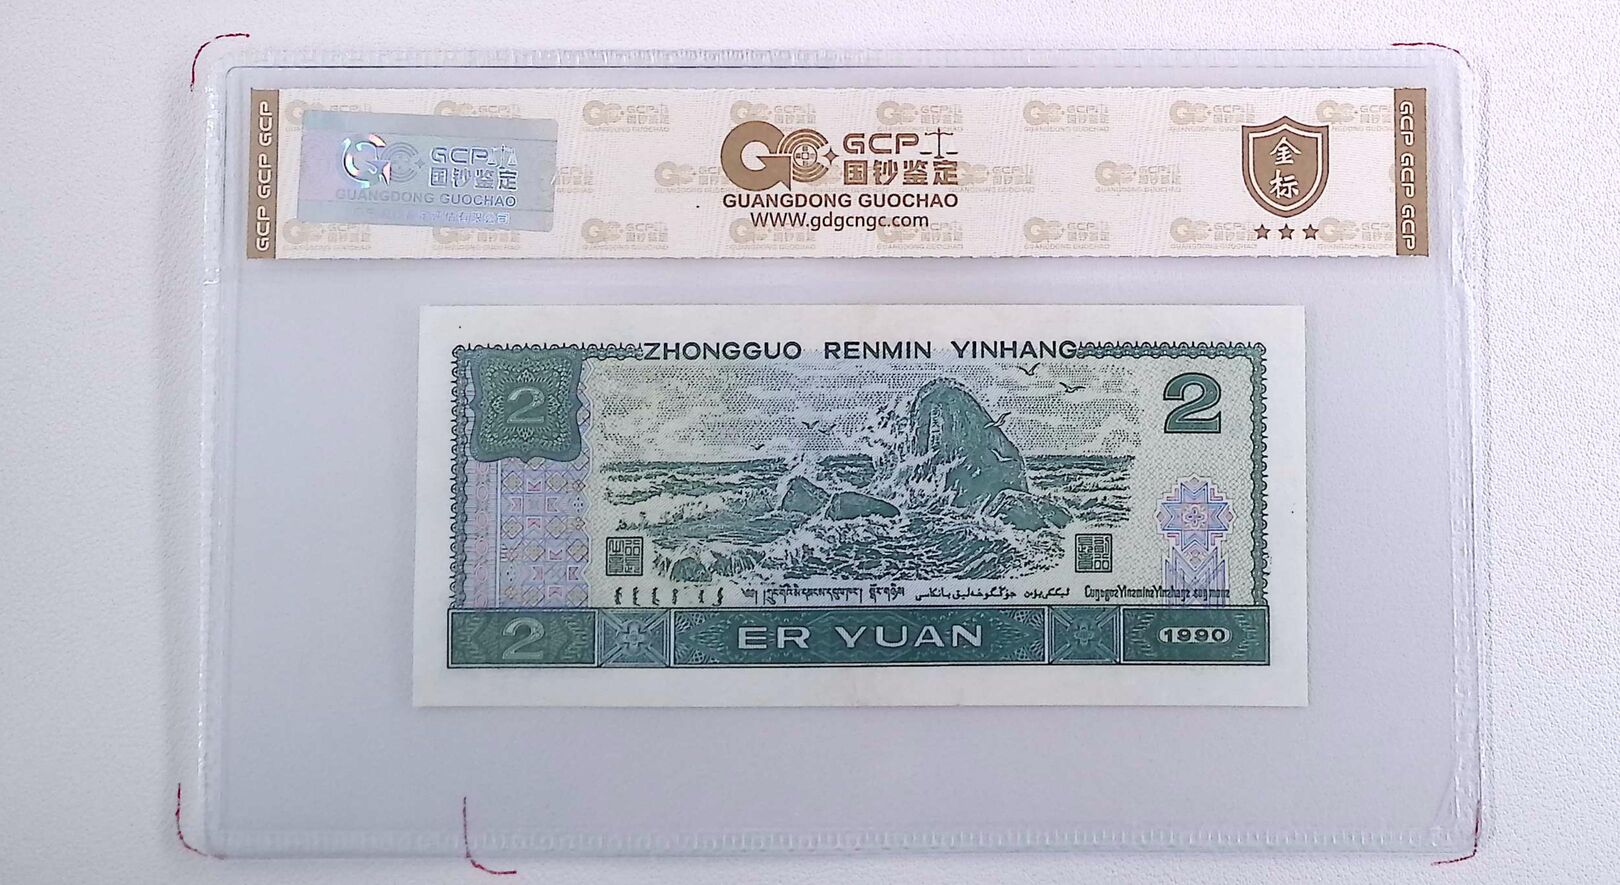 GCP GCP GCP
GCP
国钞鉴定
GUANGDONG GUOCHAO
GCP
国钞鉴定
GUANGDONG GUOCHAO
WWW.gdgcngc.com
金标
GCP GCP GCP
ZHONGGUO RENMIN YINHANG
2
2
2
ER YUAN
1990